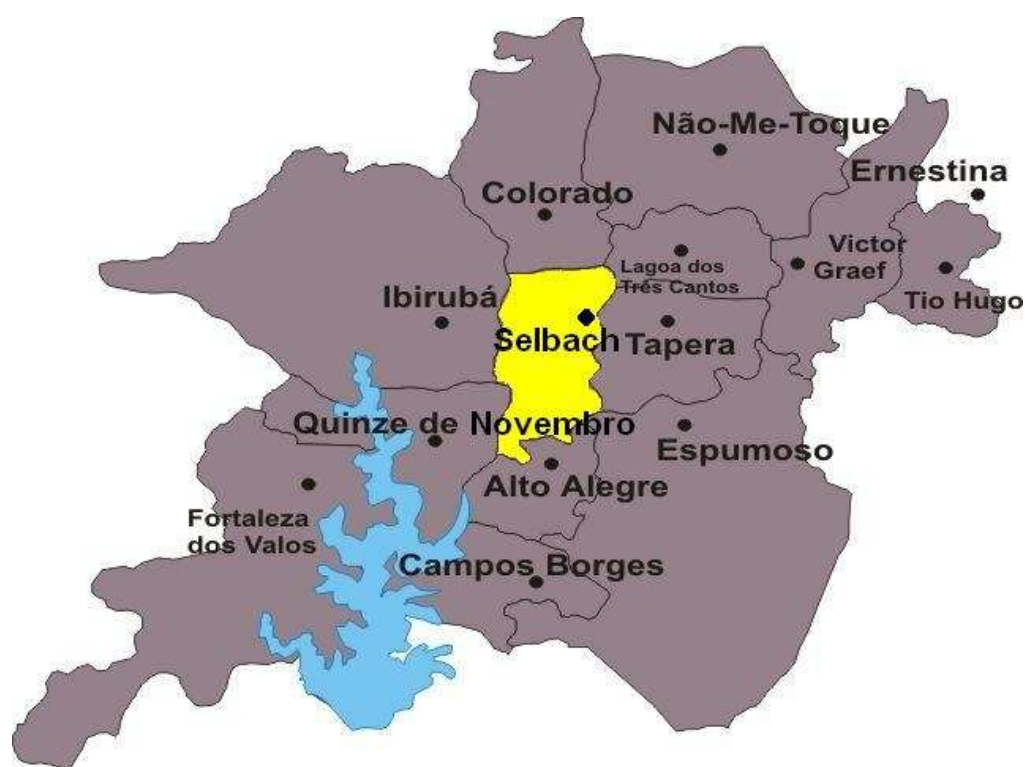 Não-Me-Toque
Ernestina
Colorado
Victor
Graef
Lagoa dos
Três Cantos
Ibirubá
Tio Hugo
Selbach
Tapera
Quinze de Novembro
Espumoso
Alto Alegre
Fortaleza
dos Valos
Campos Borges